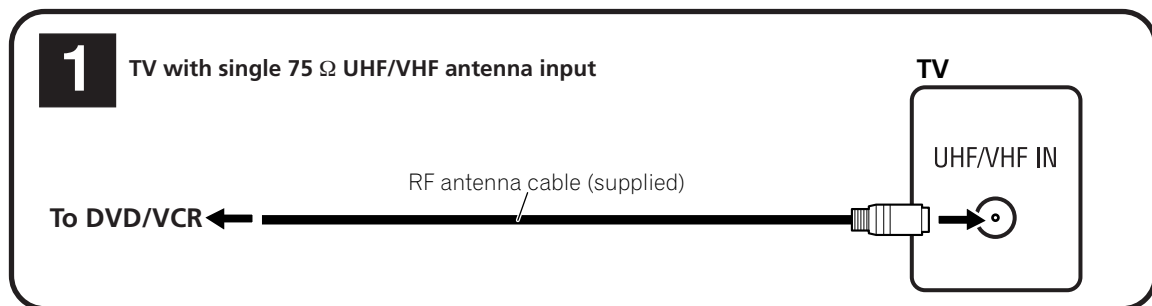 1
TV with single 75 Ω UHF/VHF antenna input
TV
UHF/VHF IN
RF antenna cable (supplied)
To DVD/VCR